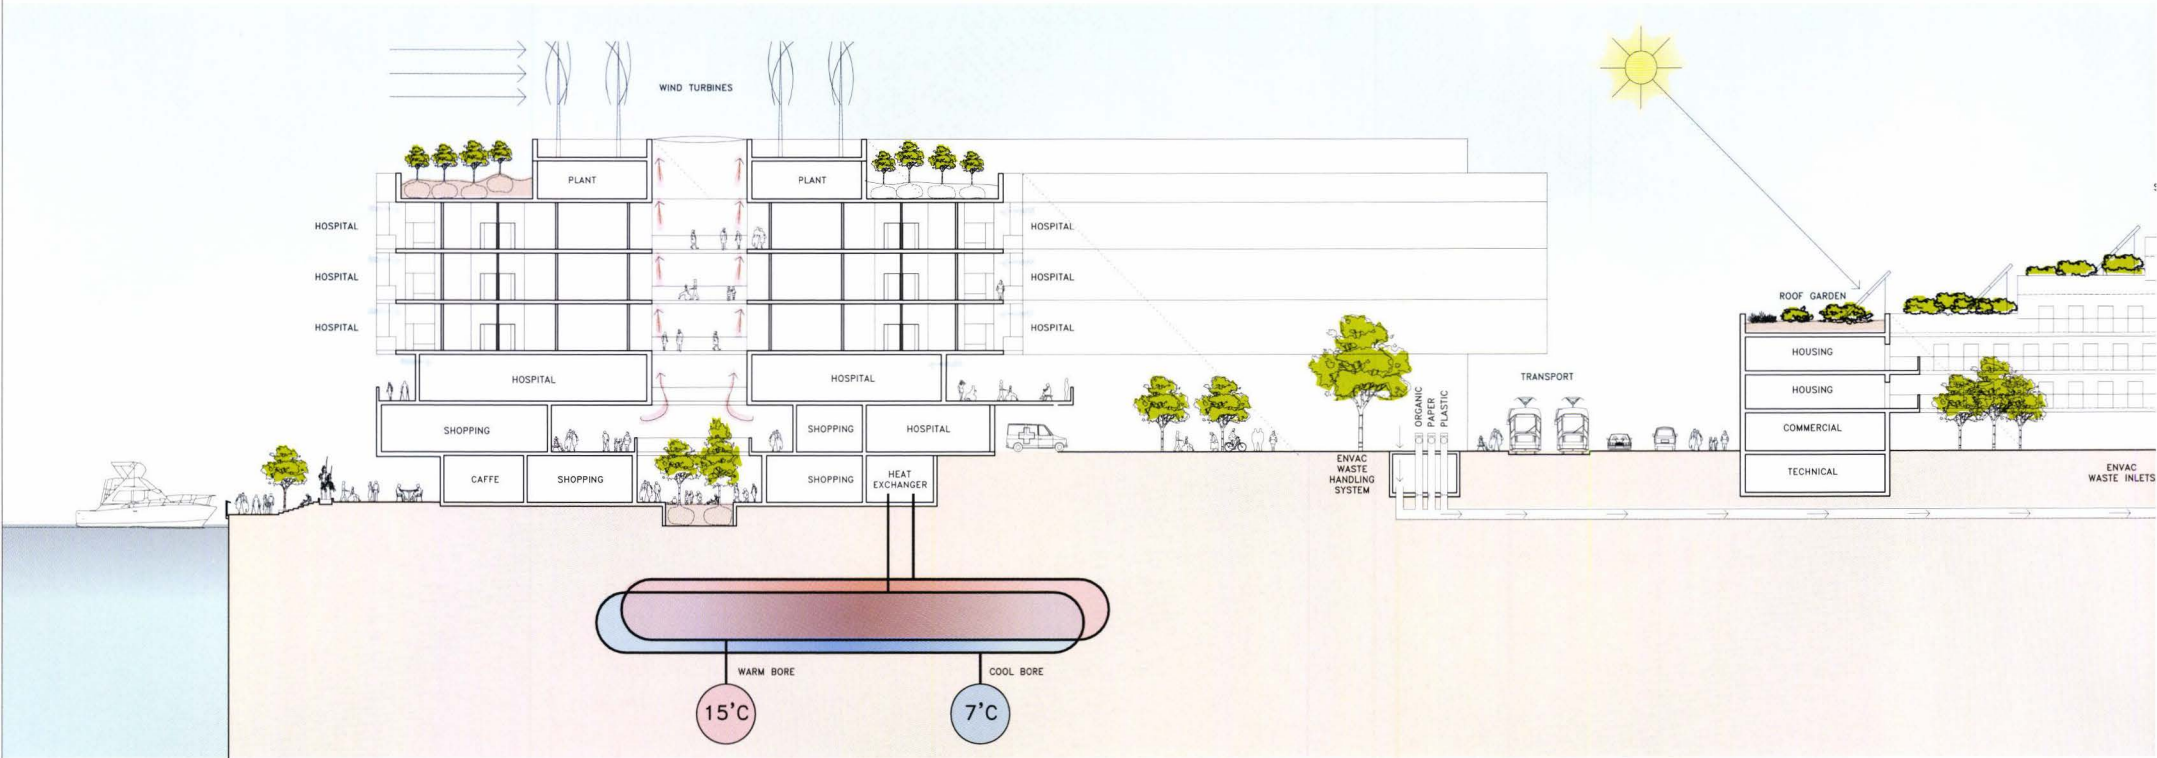 WIND TURBINES
PLANT
PLANT
HOSPITAL
HOSPITAL
HOSPITAL
HOSPITAL
HOSPITAL
HOSPITAL
HOSPITAL
HOSPITAL
SHOPPING
SHOPPING
HOSPITAL
CAFFE
SHOPPING
SHOPPING
HEAT
EXCHANGER
WARM BORE
COOL BORE
15'C
7'C
ENVAC
WASTE
HANDLING
SYSTEM
ORGANIC
PAPER
PLASTIC
TRANSPORT
ROOF GARDEN
HOUSING
HOUSING
COMMERCIAL
TECHNICAL
ENVAC
WASTE INLETS